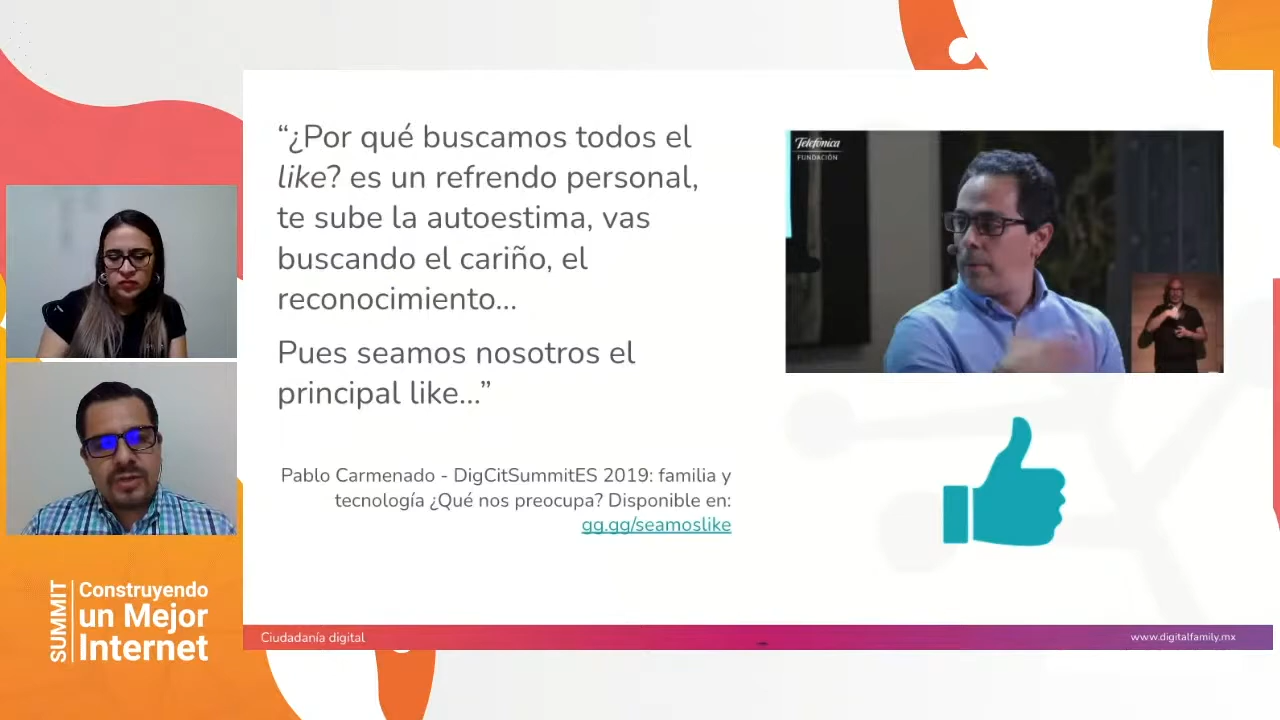 “¿Por qué buscamos todos el
like? es un refrendo personal,
te sube la autoestima, vas
buscando el cariño, el
reconocimiento...
Pues seamos nosotros el
principal like...”
Pablo Carmenado - DigCitSummitES 2019: familia y
tecnología ¿Qué nos preocupa? Disponible en:
gg.gg/seamoslike
Telefónica
FUNDACIÓN
SUMMIT
Construyendo
un Mejor
Internet
Ciudadanía digital
www.digitalfamily.mx